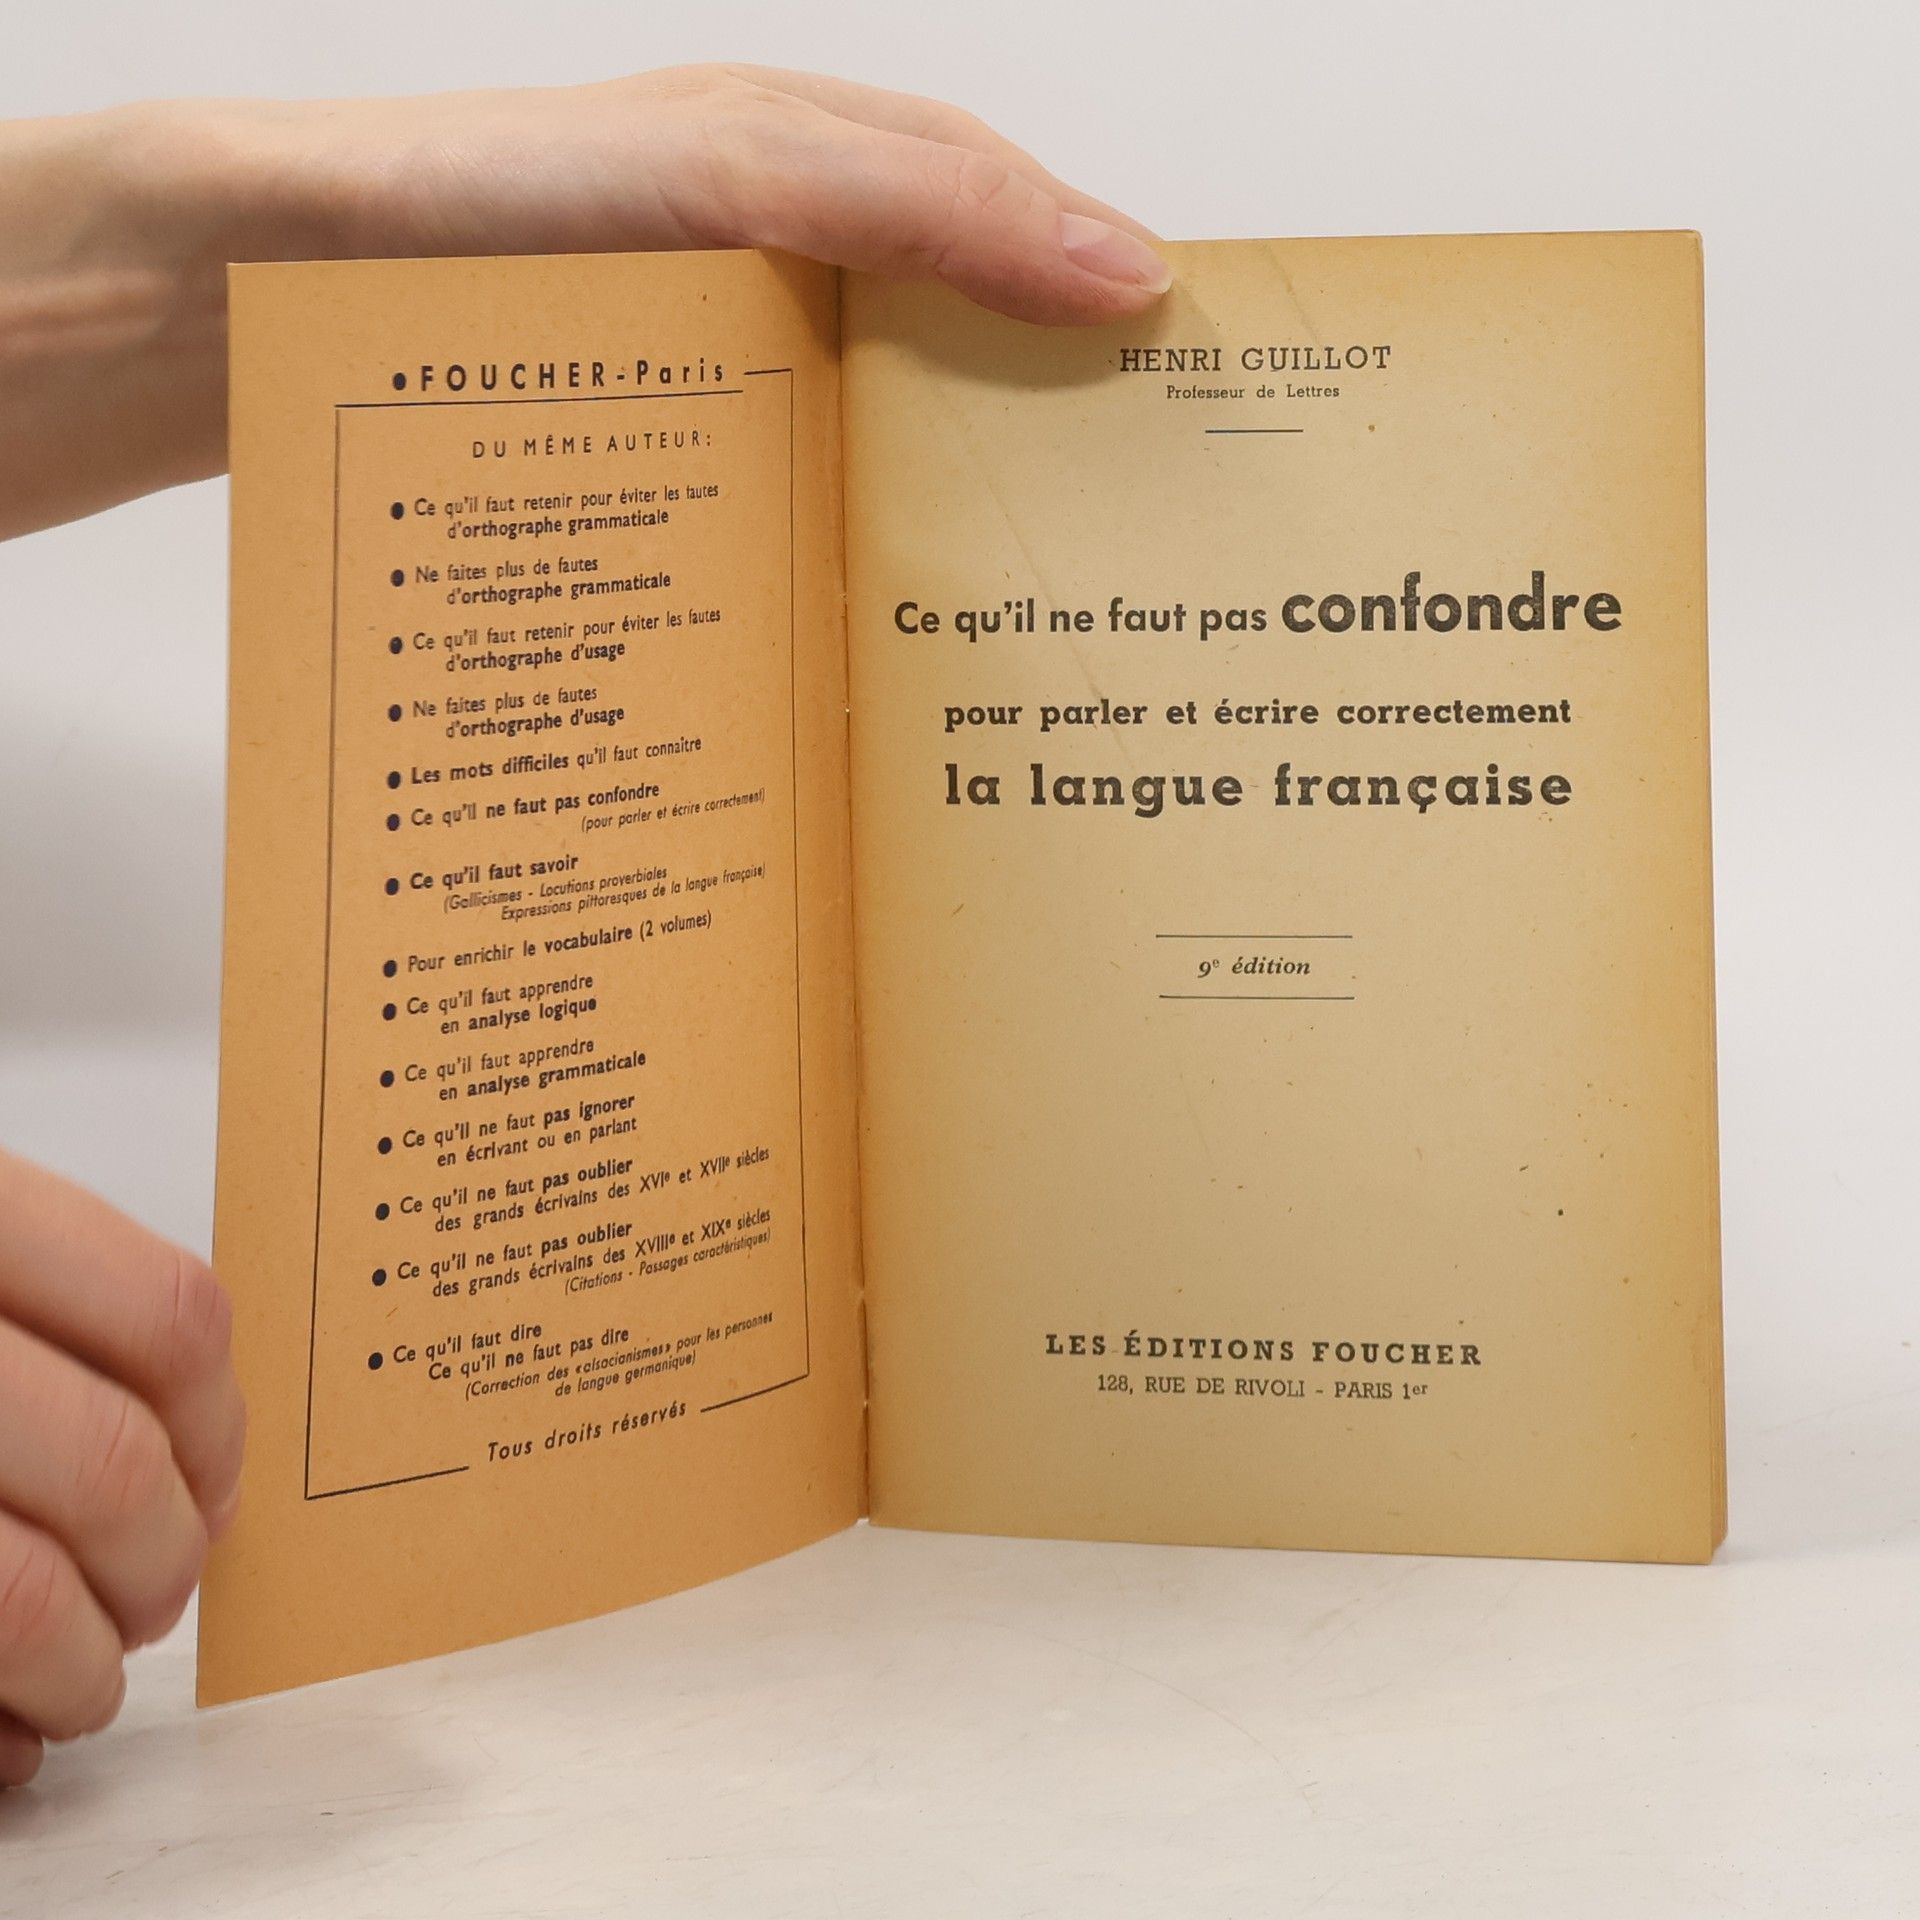 ● FOUCHER - Paris
DU MÊME AUTEUR:
● Ce qu'il faut retenir pour éviter les fautes
d'orthographe grammaticale
● Ne faites plus de fautes
d'orthographe grammaticale
● Ce qu'il faut retenir pour éviter les fautes
d'orthographe d'usage
● Ne faites plus de fautes
d'orthographe d'usage
● Les mots difficiles qu'il faut connaître
● Ce qu'il ne faut pas confondre
(pour parler et écrire correctement)
● Ce qu'il faut savoir
(Gallicismes - Locutions proverbiales
Expressions pittoresques de la langue française)
● Pour enrichir le vocabulaire (2 volumes)
● Ce qu'il faut apprendre
en analyse logique
● Ce qu'il faut apprendre
en analyse grammaticale
● Ce qu'il ne faut pas ignorer
en écrivant ou en parlant
● Ce qu'il ne faut pas oublier
des grands écrivains des XVIe et XVIIe siècles
● Ce qu'il ne faut pas oublier
des grands écrivains des XVIIIe et XIXe siècles
(Citations - Passages caractéristiques)
● Ce qu'il faut dire
Ce qu'il ne faut pas dire
(Correction des «alsacianismes» pour les personnes
de langue germanique)
Tous droits réservés
HENRI GUILLOT
Professeur de Lettres
Ce qu'il ne faut pas confondre
pour parler et écrire correctement
la langue française
9e édition
LES ÉDITIONS FOUCHER
128, RUE DE RIVOLI - PARIS 1er